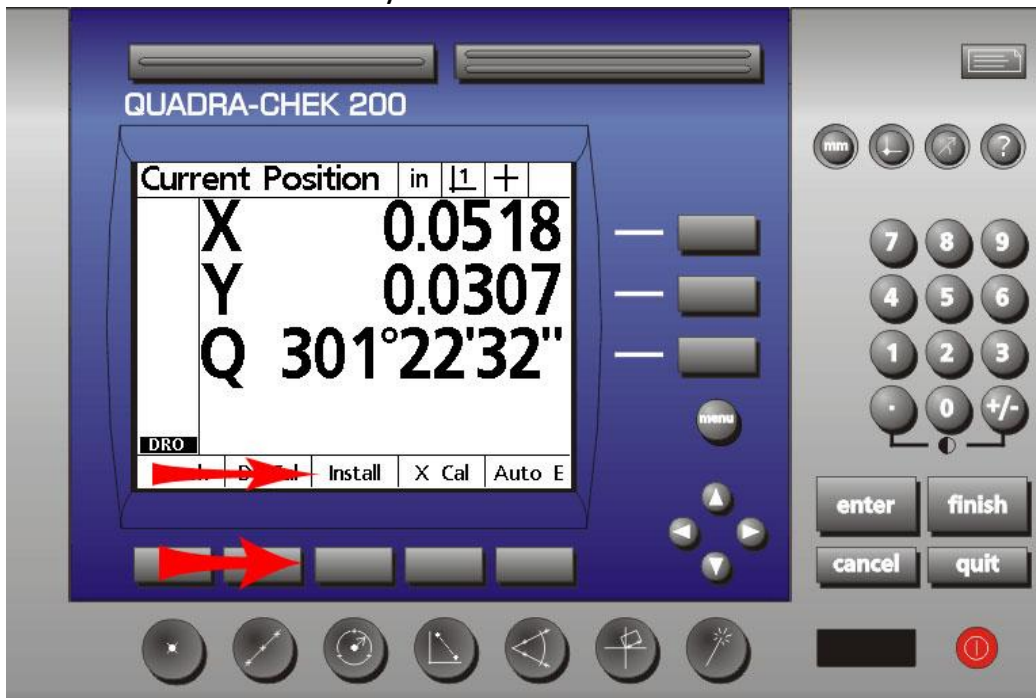 QUADRA-CHEK 200
Current Position in 1
X 0.0518
Y 0.0307
Q 301°22'32"
DRO
Install X Cal Auto E
mm ?
7 8 9
4 5 6
1 2 3
. 0 +/-
menu
enter finish
cancel quit